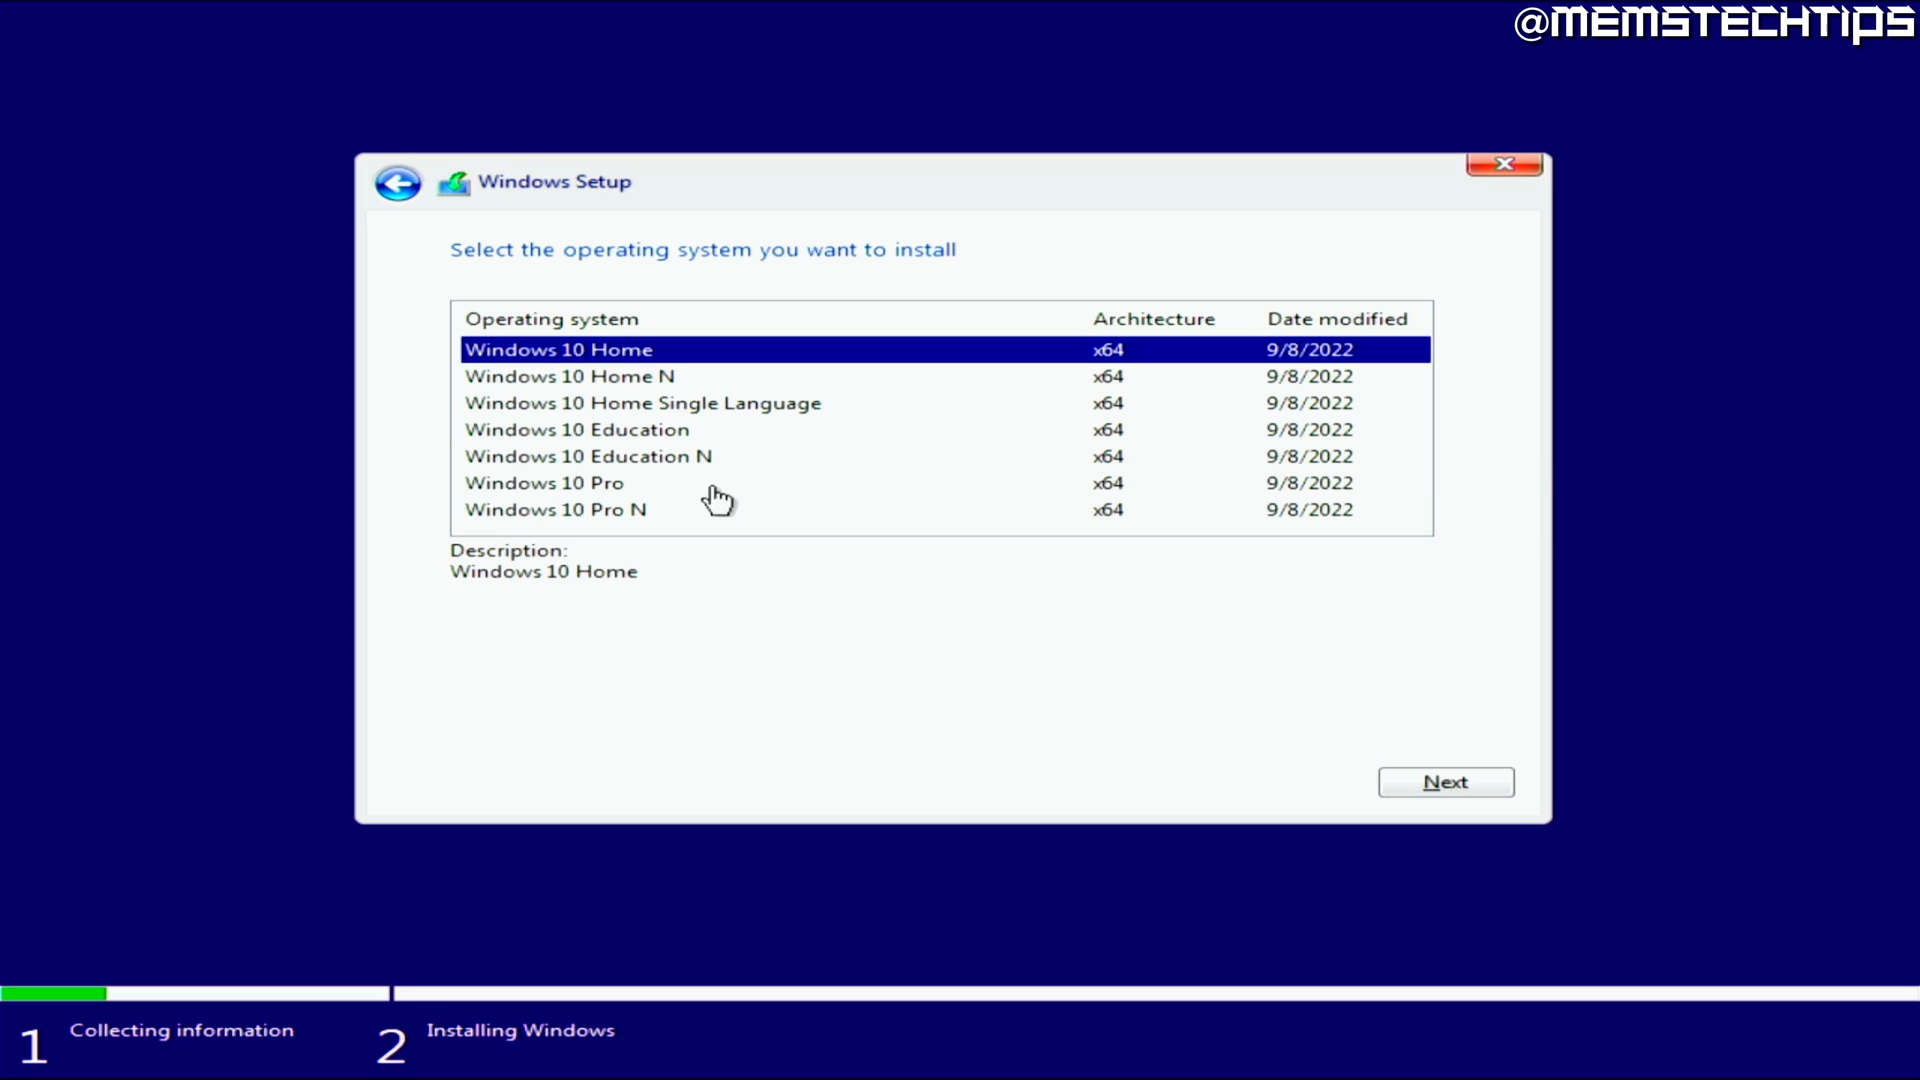 @MEMSTECHTIPS
Windows Setup
Select the operating system you want to install
Operating system Architecture Date modified
Windows 10 Home x64 9/8/2022
Windows 10 Home N x64 9/8/2022
Windows 10 Home Single Language x64 9/8/2022
Windows 10 Education x64 9/8/2022
Windows 10 Education N x64 9/8/2022
Windows 10 Pro x64 9/8/2022
Windows 10 Pro N x64 9/8/2022
Description:
Windows 10 Home
Next
1 Collecting information 2 Installing Windows